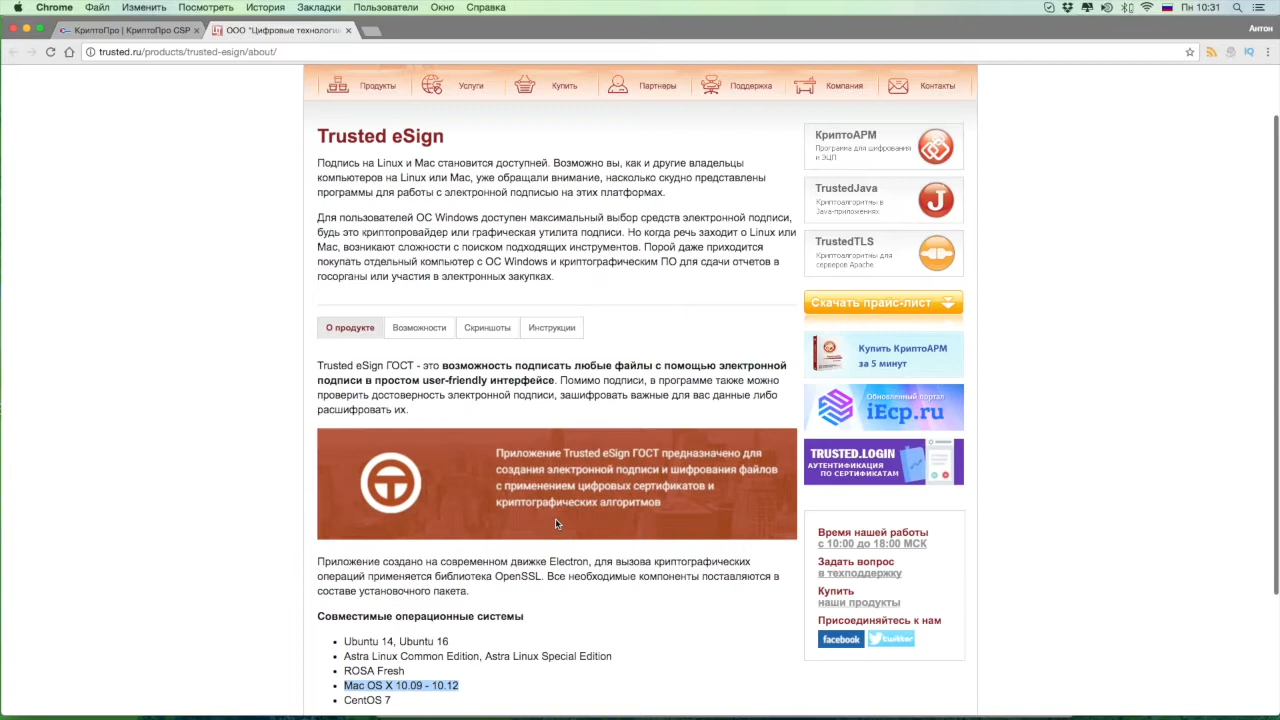 Chrome Файл Изменить Посмотреть История Закладки Пользователи Окно Справка Пн 10:31
КриптоПро | КриптоПро CSP ООО "Цифровые технологи Антон
trusted.ru/products/trusted-esign/about/
Продукты Услуги Купить Партнеры Поддержка Компания Контакты
Trusted eSign
Подпись на Linux и Mac становится доступней. Возможно вы, как и другие владельцы
компьютеров на Linux или Mac, уже обращали внимание, насколько скудно представлены
программы для работы с электронной подписью на этих платформах.
Для пользователей ОС Windows доступен максимальный выбор средств электронной подписи,
будь это криптопровайдер или графическая утилита подписи. Но когда речь заходит о Linux или
Mac, возникают сложности с поиском подходящих инструментов. Порой даже приходится
покупать отдельный компьютер с ОС Windows и криптографическим ПО для сдачи отчетов в
госорганы или участия в электронных закупках.
О продукте Возможности Скриншоты Инструкции
Trusted eSign ГОСТ - это возможность подписать любые файлы с помощью электронной
подписи в простом user-friendly интерфейсе. Помимо подписи, в программе также можно
проверить достоверность электронной подписи, зашифровать важные для вас данные либо
расшифровать их.
Приложение Trusted eSign ГОСТ предназначено для
создания электронной подписи и шифрования файлов
с применением цифровых сертификатов и
криптографических алгоритмов
Приложение создано на современном движке Electron, для вызова криптографических
операций применяется библиотека OpenSSL. Все необходимые компоненты поставляются в
составе установочного пакета.
Совместимые операционные системы
Ubuntu 14, Ubuntu 16
Astra Linux Common Edition, Astra Linux Special Edition
ROSA Fresh
Mac OS X 10.09 - 10.12
CentOS 7
КриптоАРМ
Программа для шифрования
и ЭЦП
TrustedJava
Криптоалгоритмы в
Java-приложениях
J
TrustedTLS
Криптоалгоритмы для
серверов Apache
Скачать прайс-лист
Купить КриптоАРМ
за 5 минут
Обновленный портал
iEcp.ru
TRUSTED.LOGIN
АУТЕНТИФИКАЦИЯ
ПО СЕРТИФИКАТАМ
Время нашей работы
с 10:00 до 18:00 МСК
Задать вопрос
в техподдержку
Купить
наши продукты
Присоединяйтесь к нам
facebook twitter